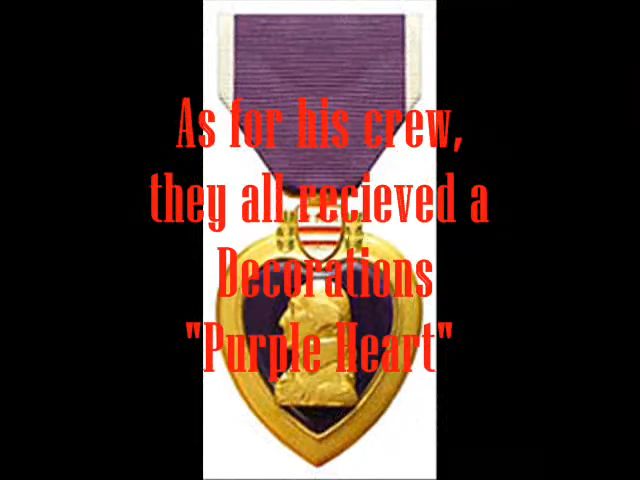 As for his crew,
they all recieved a
Decorations
"Purple Heart"